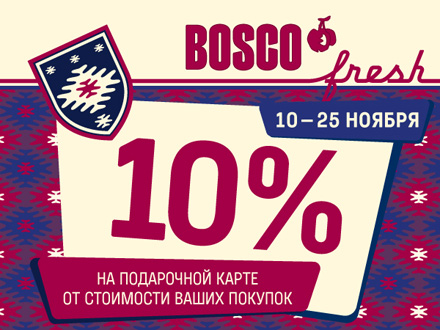 BOSCO
fresh
10 – 25 НОЯБРЯ
10%
НА ПОДАРОЧНОЙ КАРТЕ
ОТ СТОИМОСТИ ВАШИХ ПОКУПОК